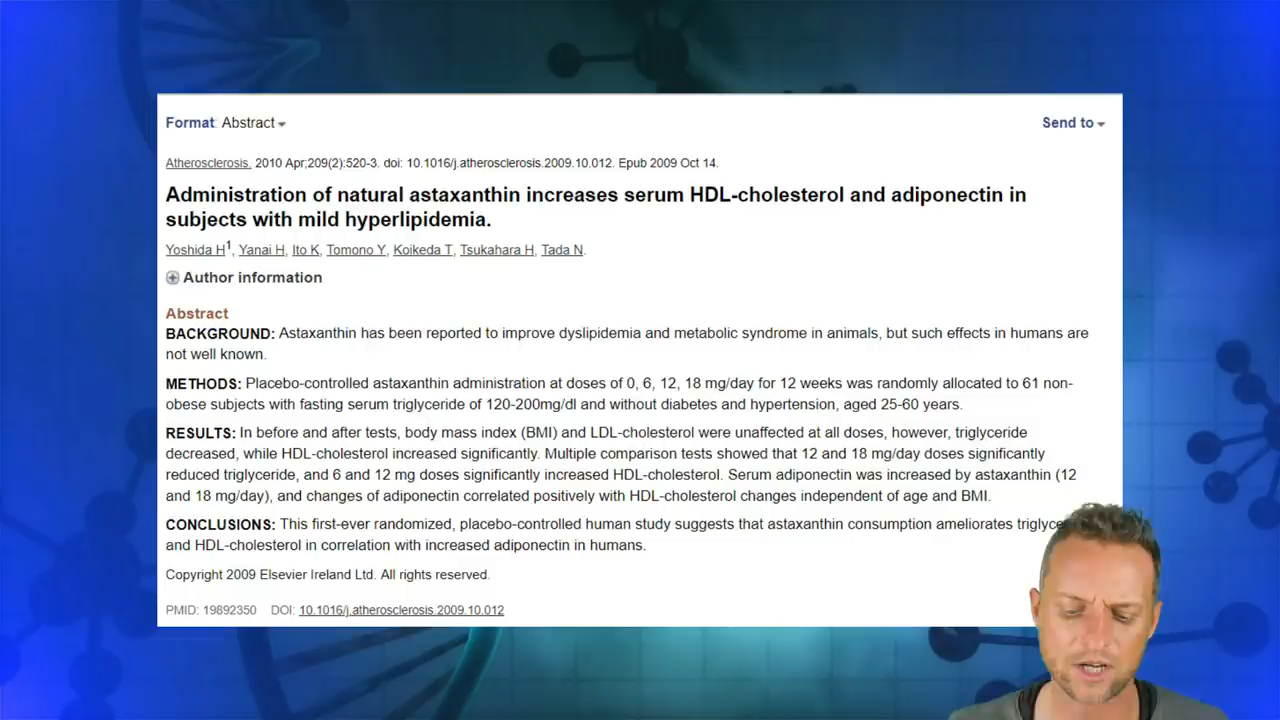 Format: Abstract
Send to
Atherosclerosis. 2010 Apr;209(2):520-3. doi: 10.1016/j.atherosclerosis.2009.10.012. Epub 2009 Oct 14.
Administration of natural astaxanthin increases serum HDL-cholesterol and adiponectin in
subjects with mild hyperlipidemia.
Yoshida H1, Yanai H, Ito K, Tomono Y, Koikeda T, Tsukahara H, Tada N.
Author information
Abstract
BACKGROUND: Astaxanthin has been reported to improve dyslipidemia and metabolic syndrome in animals, but such effects in humans are
not well known.
METHODS: Placebo-controlled astaxanthin administration at doses of 0, 6, 12, 18 mg/day for 12 weeks was randomly allocated to 61 non-
obese subjects with fasting serum triglyceride of 120-200mg/dl and without diabetes and hypertension, aged 25-60 years.
RESULTS: In before and after tests, body mass index (BMI) and LDL-cholesterol were unaffected at all doses, however, triglyceride
decreased, while HDL-cholesterol increased significantly. Multiple comparison tests showed that 12 and 18 mg/day doses significantly
reduced triglyceride, and 6 and 12 mg doses significantly increased HDL-cholesterol. Serum adiponectin was increased by astaxanthin (12
and 18 mg/day), and changes of adiponectin correlated positively with HDL-cholesterol changes independent of age and BMI.
CONCLUSIONS: This first-ever randomized, placebo-controlled human study suggests that astaxanthin consumption ameliorates
and HDL-cholesterol in correlation with increased adiponectin in humans.
Copyright 2009 Elsevier Ireland Ltd. All rights reserved.
PMID: 19892350 DOI: 10.1016/j.atherosclerosis.2009.10.012